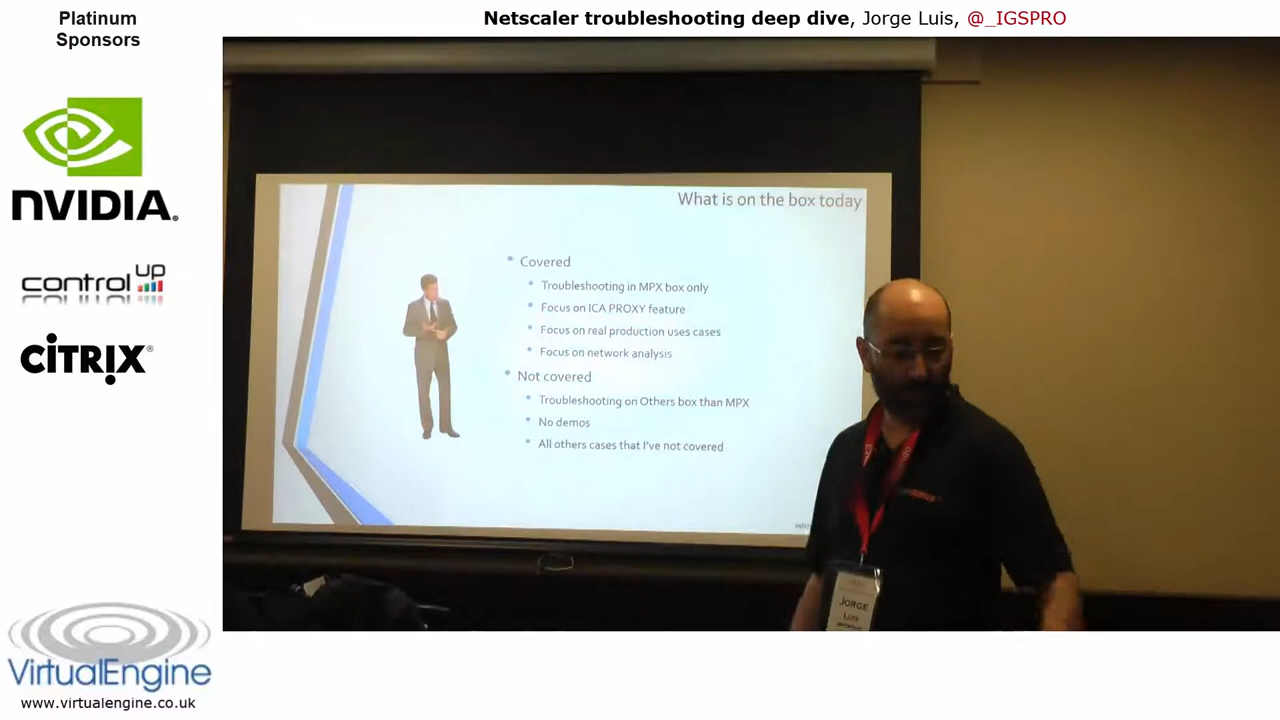 Platinum
Sponsors
Netscaler troubleshooting deep dive, Jorge Luis, @_IGSPRO
NVIDIA.
control UP
CİTRIX®
VirtualEngine
www.virtualengine.co.uk
What is on the box today
• Covered
• Troubleshooting in MPX box only
• Focus on ICA PROXY feature
• Focus on real production uses cases
• Focus on network analysis
• Not covered
• Troubleshooting on Others box than MPX
• No demos
• All others cases that I've not covered
JORGE
LUIS